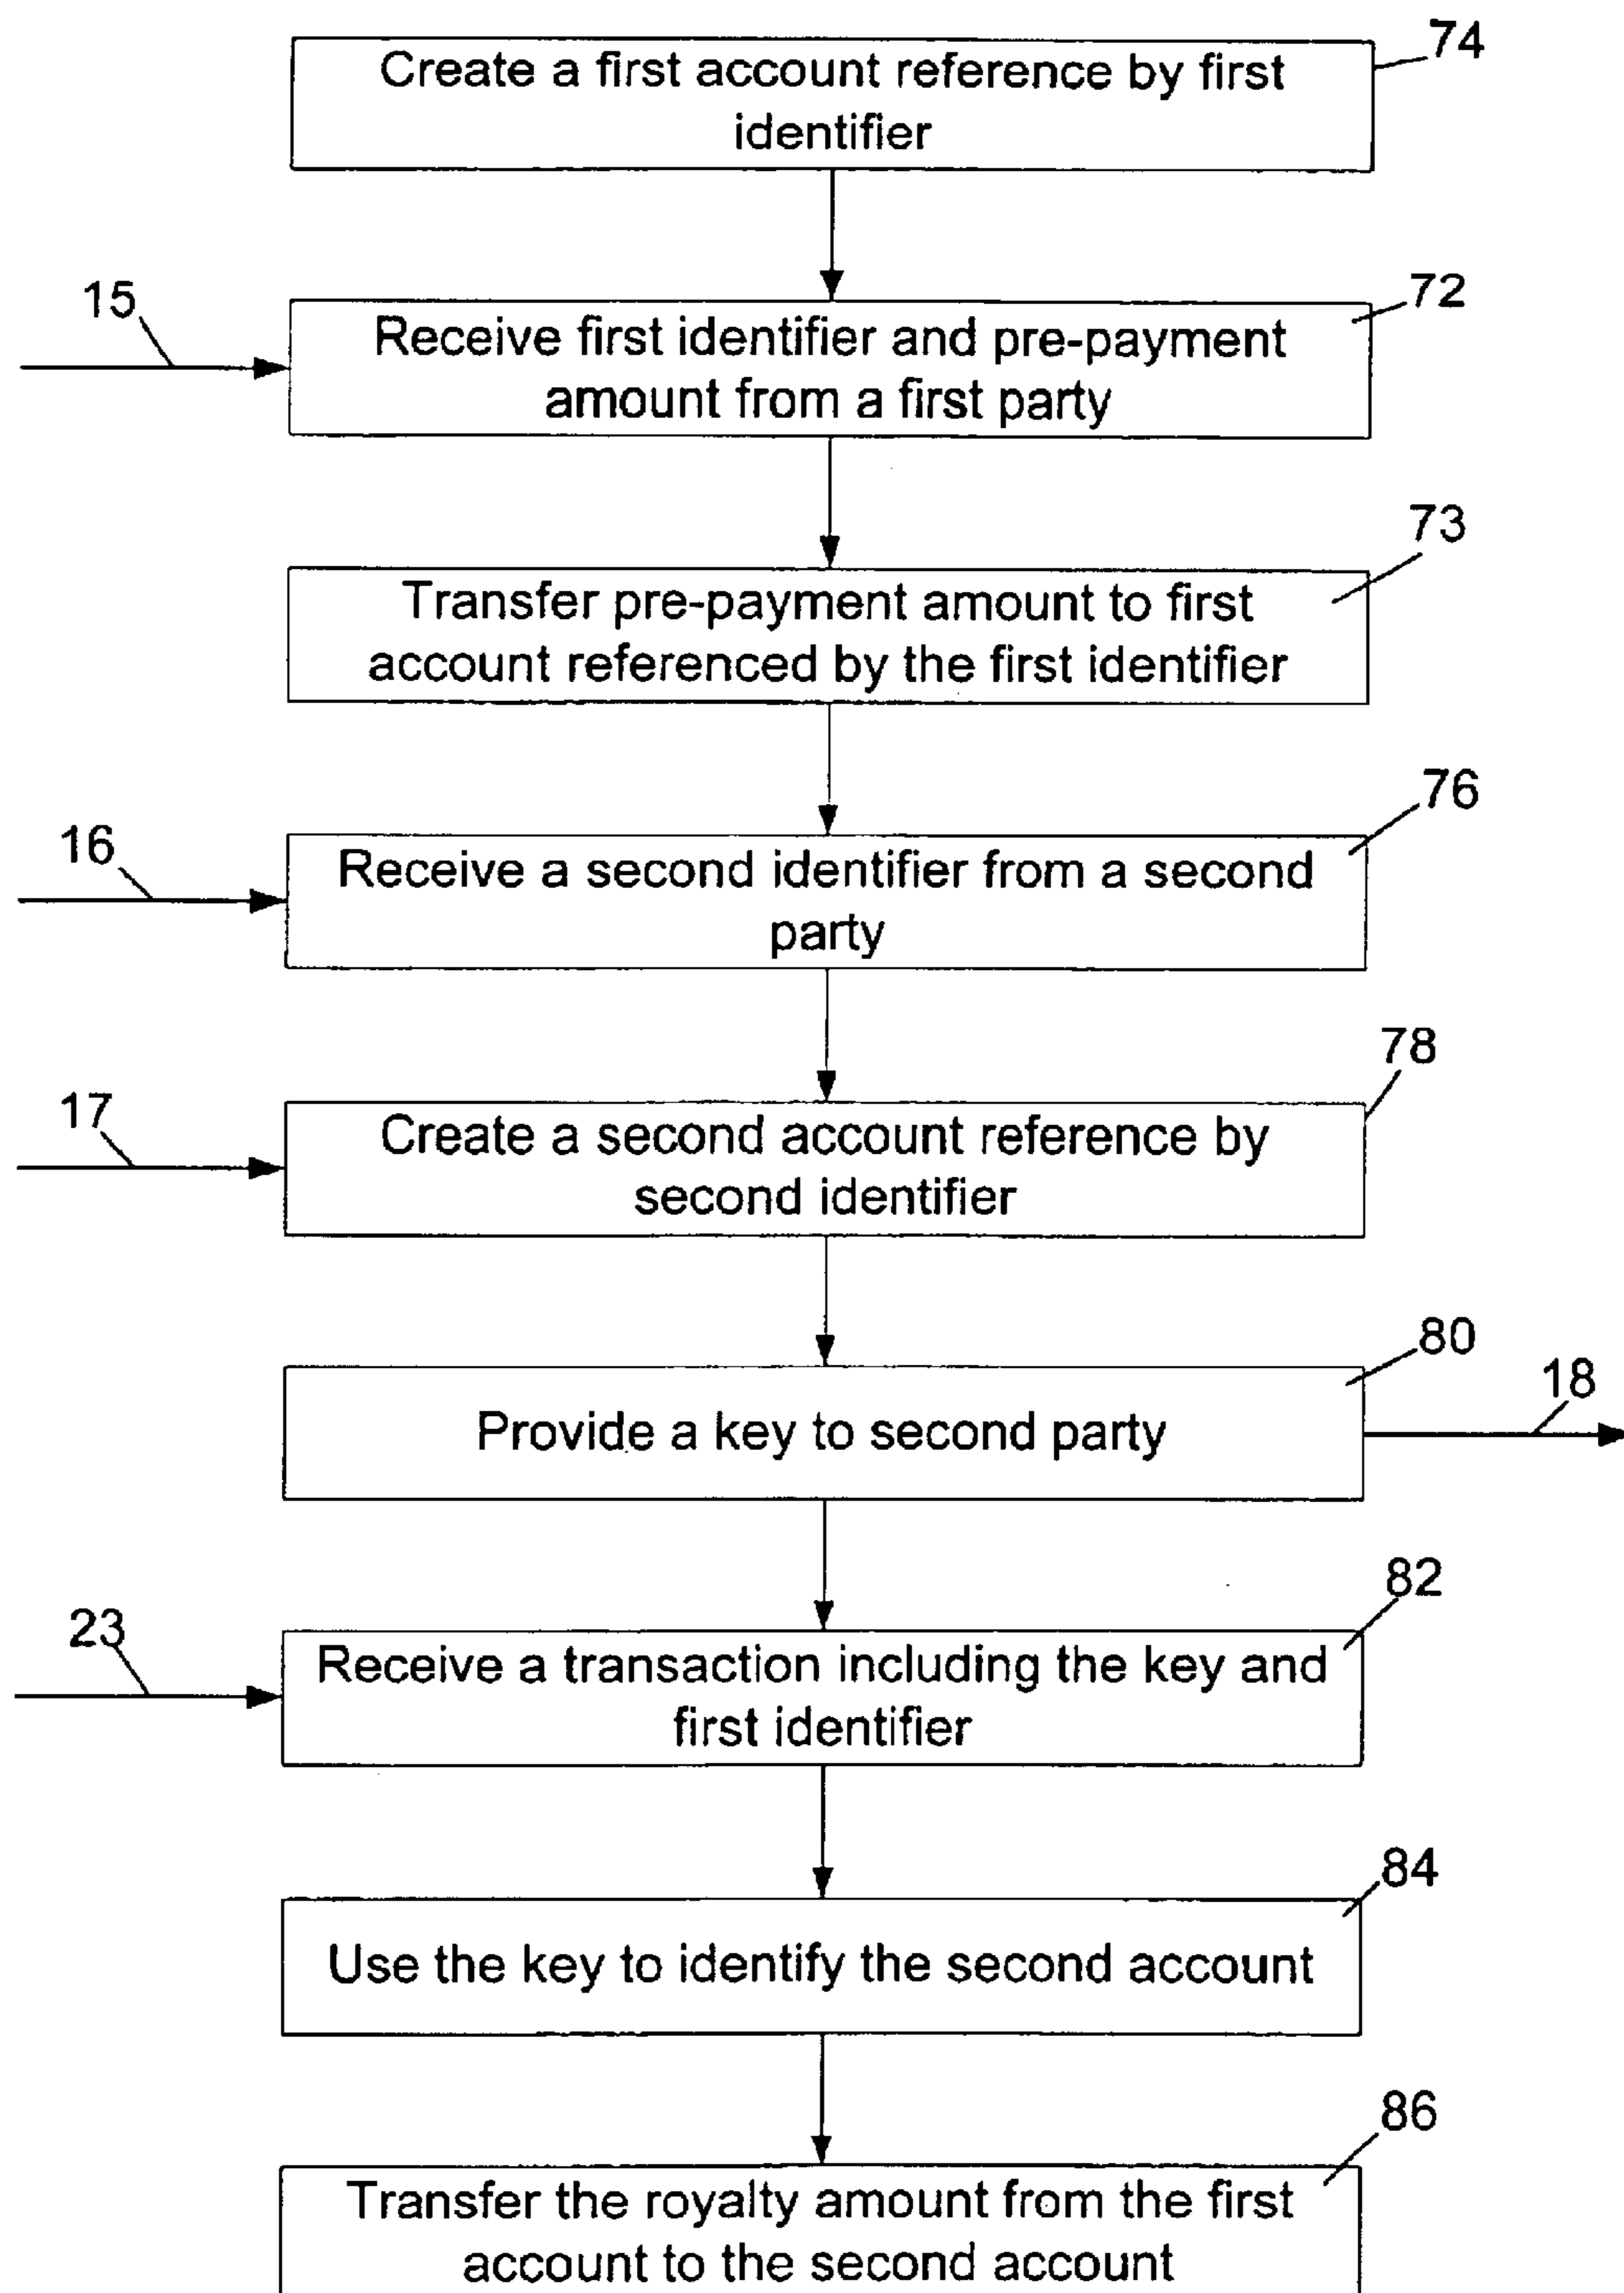 74
Create a first account reference by first
identifier
72
15
Receive first identifier and pre-payment
amount from a first party
73
Transfer pre-payment amount to first
account referenced by the first identifier
76
16
Receive a second identifier from a second
party
78
17
Create a second account reference by
second identifier
80
18
Provide a key to second party
82
23
Receive a transaction including the key and
first identifier
84
Use the key to identify the second account
86
Transfer the royalty amount from the first
account to the second account